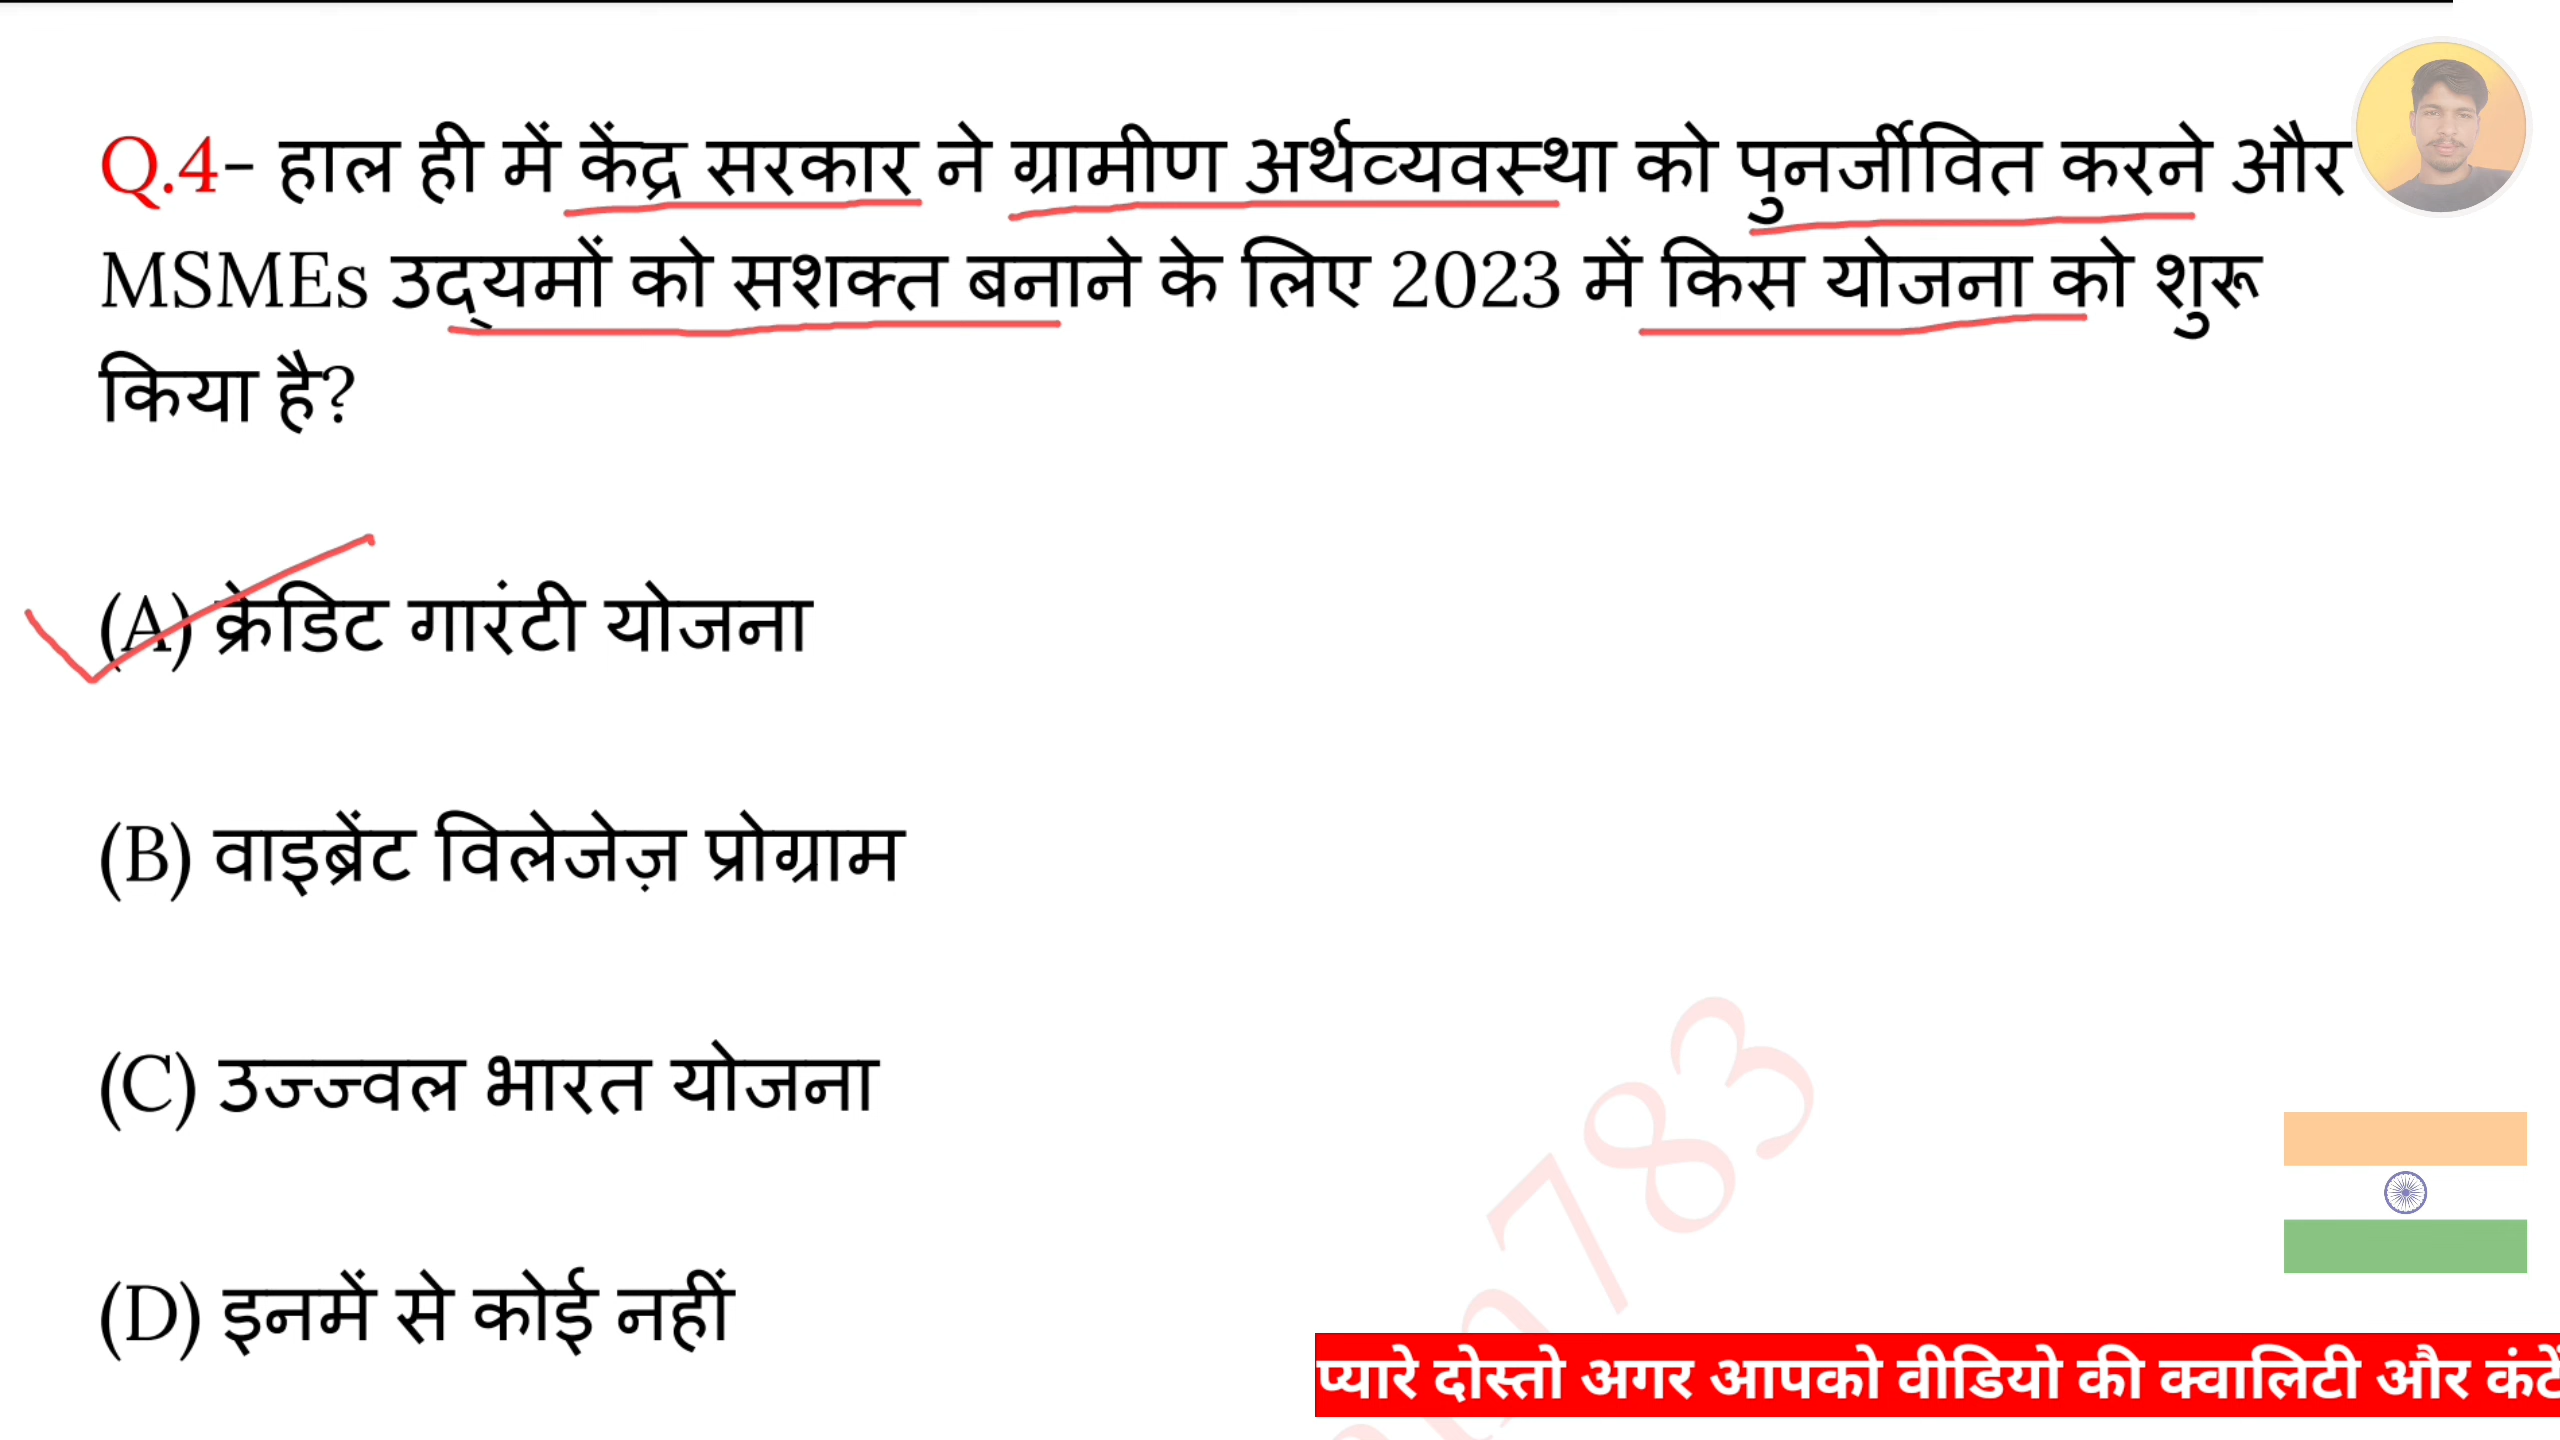 Q.4- हाल ही में केंद्र सरकार ने ग्रामीण अर्थव्यवस्था को पुनर्जीवित करने और
MSMEs उद्यमों को सशक्त बनाने के लिए 2023 में किस योजना को शुरू
किया है?
(A) क्रेडिट गारंटी योजना
(B) वाइब्रेंट विलेजेज़ प्रोग्राम
(C) उज्ज्वल भारत योजना
(D) इनमें से कोई नहीं
783
प्यारे दोस्तो अगर आपको वीडियो की क्वालिटी और